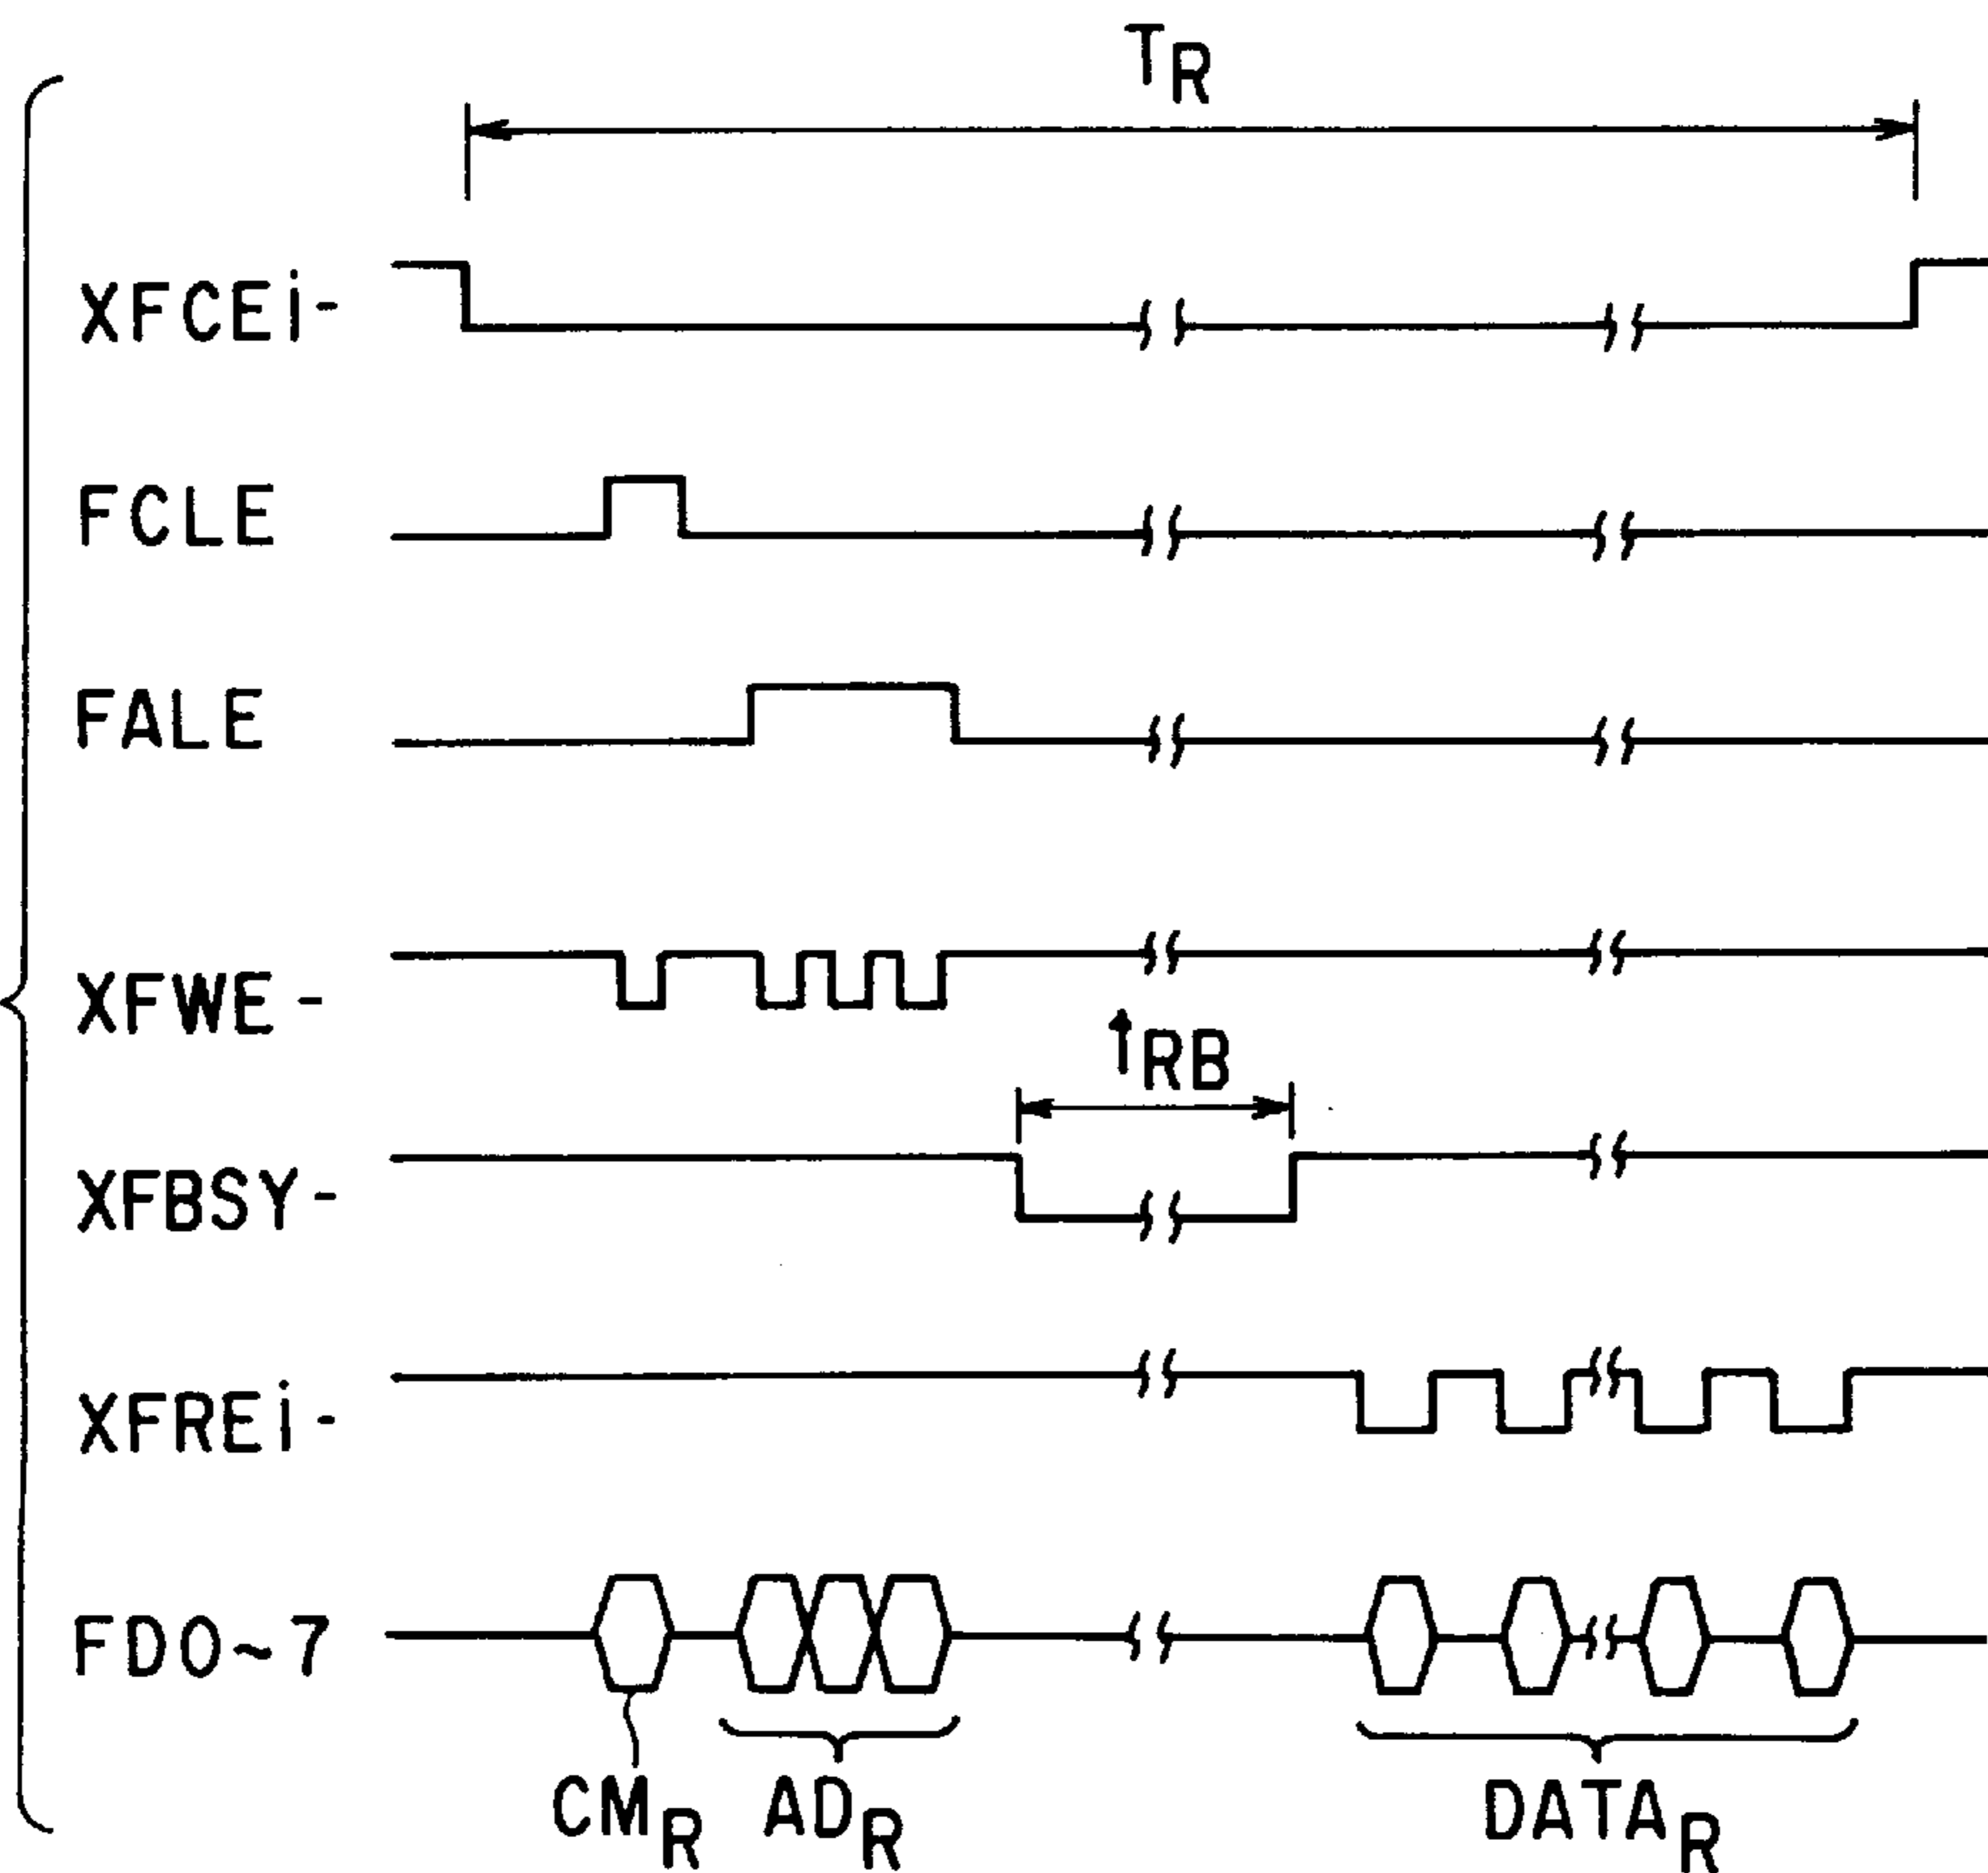 TR
XFCEi-
FCLE
FALE
XFWE-
tRB
XFBSY-
XFREi-
FD0~7
CMR
ADR
DATAR